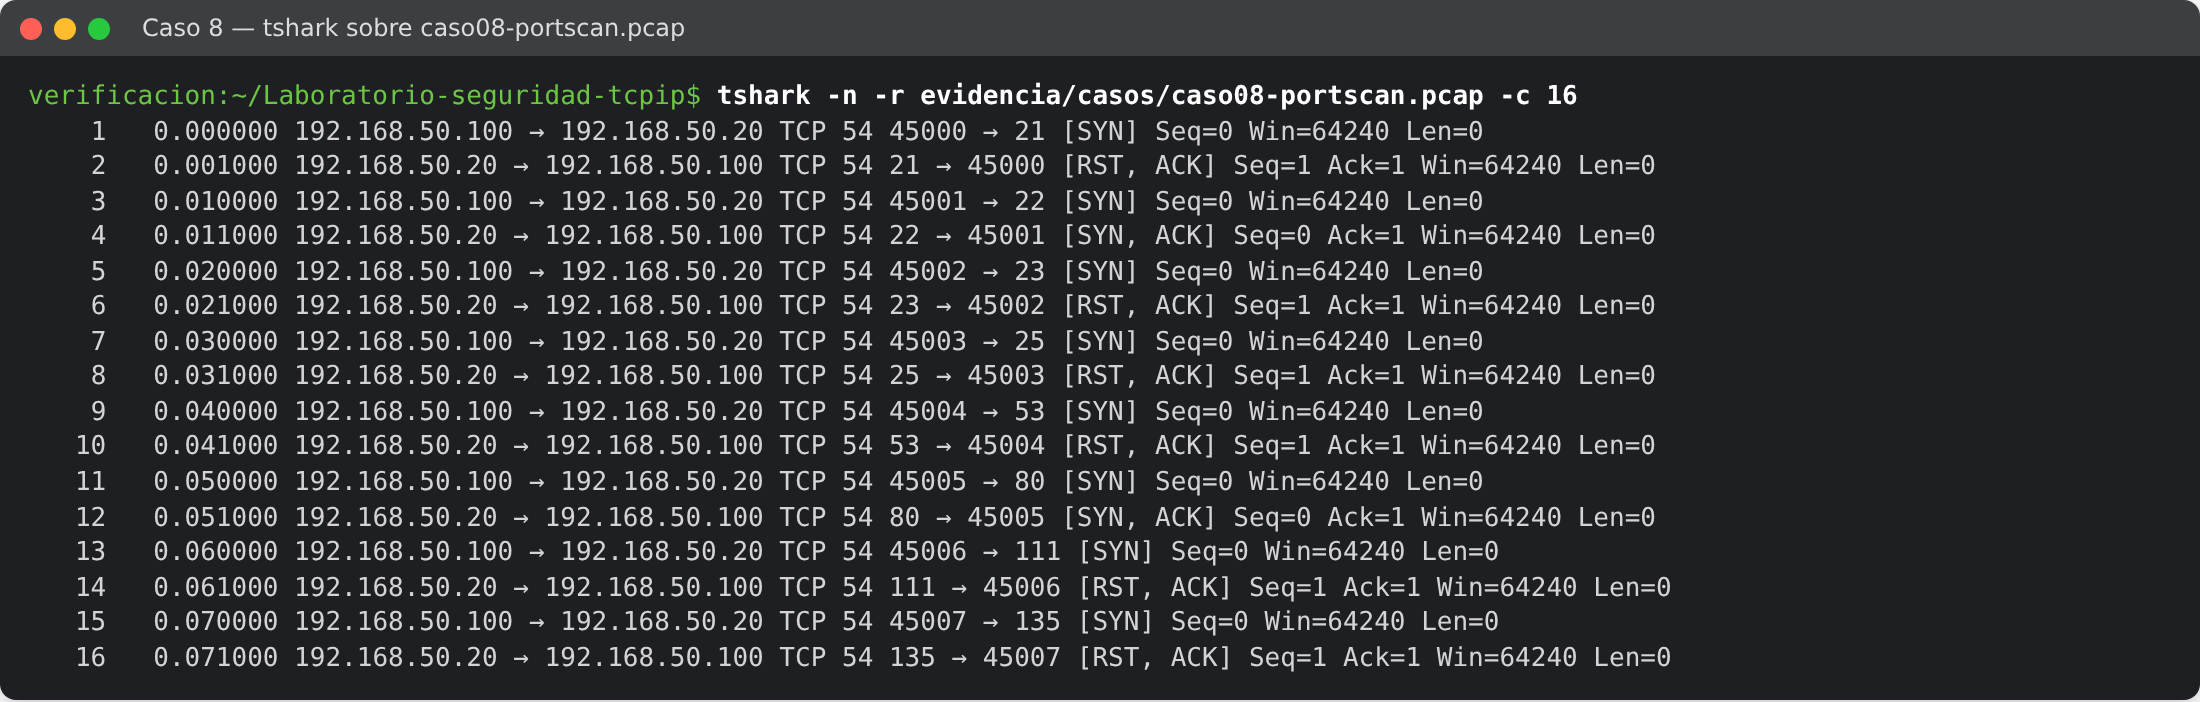 Caso 8 — tshark sobre caso08-portscan.pcap
verificacion:~/Laboratorio-seguridad-tcpip$ tshark -n -r evidencia/casos/caso08-portscan.pcap -c 16
1   0.000000 192.168.50.100 → 192.168.50.20 TCP 54 45000 → 21 [SYN] Seq=0 Win=64240 Len=0
2   0.001000 192.168.50.20 → 192.168.50.100 TCP 54 21 → 45000 [RST, ACK] Seq=1 Ack=1 Win=64240 Len=0
3   0.010000 192.168.50.100 → 192.168.50.20 TCP 54 45001 → 22 [SYN] Seq=0 Win=64240 Len=0
4   0.011000 192.168.50.20 → 192.168.50.100 TCP 54 22 → 45001 [SYN, ACK] Seq=0 Ack=1 Win=64240 Len=0
5   0.020000 192.168.50.100 → 192.168.50.20 TCP 54 45002 → 23 [SYN] Seq=0 Win=64240 Len=0
6   0.021000 192.168.50.20 → 192.168.50.100 TCP 54 23 → 45002 [RST, ACK] Seq=1 Ack=1 Win=64240 Len=0
7   0.030000 192.168.50.100 → 192.168.50.20 TCP 54 45003 → 25 [SYN] Seq=0 Win=64240 Len=0
8   0.031000 192.168.50.20 → 192.168.50.100 TCP 54 25 → 45003 [RST, ACK] Seq=1 Ack=1 Win=64240 Len=0
9   0.040000 192.168.50.100 → 192.168.50.20 TCP 54 45004 → 53 [SYN] Seq=0 Win=64240 Len=0
10   0.041000 192.168.50.20 → 192.168.50.100 TCP 54 53 → 45004 [RST, ACK] Seq=1 Ack=1 Win=64240 Len=0
11   0.050000 192.168.50.100 → 192.168.50.20 TCP 54 45005 → 80 [SYN] Seq=0 Win=64240 Len=0
12   0.051000 192.168.50.20 → 192.168.50.100 TCP 54 80 → 45005 [SYN, ACK] Seq=0 Ack=1 Win=64240 Len=0
13   0.060000 192.168.50.100 → 192.168.50.20 TCP 54 45006 → 111 [SYN] Seq=0 Win=64240 Len=0
14   0.061000 192.168.50.20 → 192.168.50.100 TCP 54 111 → 45006 [RST, ACK] Seq=1 Ack=1 Win=64240 Len=0
15   0.070000 192.168.50.100 → 192.168.50.20 TCP 54 45007 → 135 [SYN] Seq=0 Win=64240 Len=0
16   0.071000 192.168.50.20 → 192.168.50.100 TCP 54 135 → 45007 [RST, ACK] Seq=1 Ack=1 Win=64240 Len=0